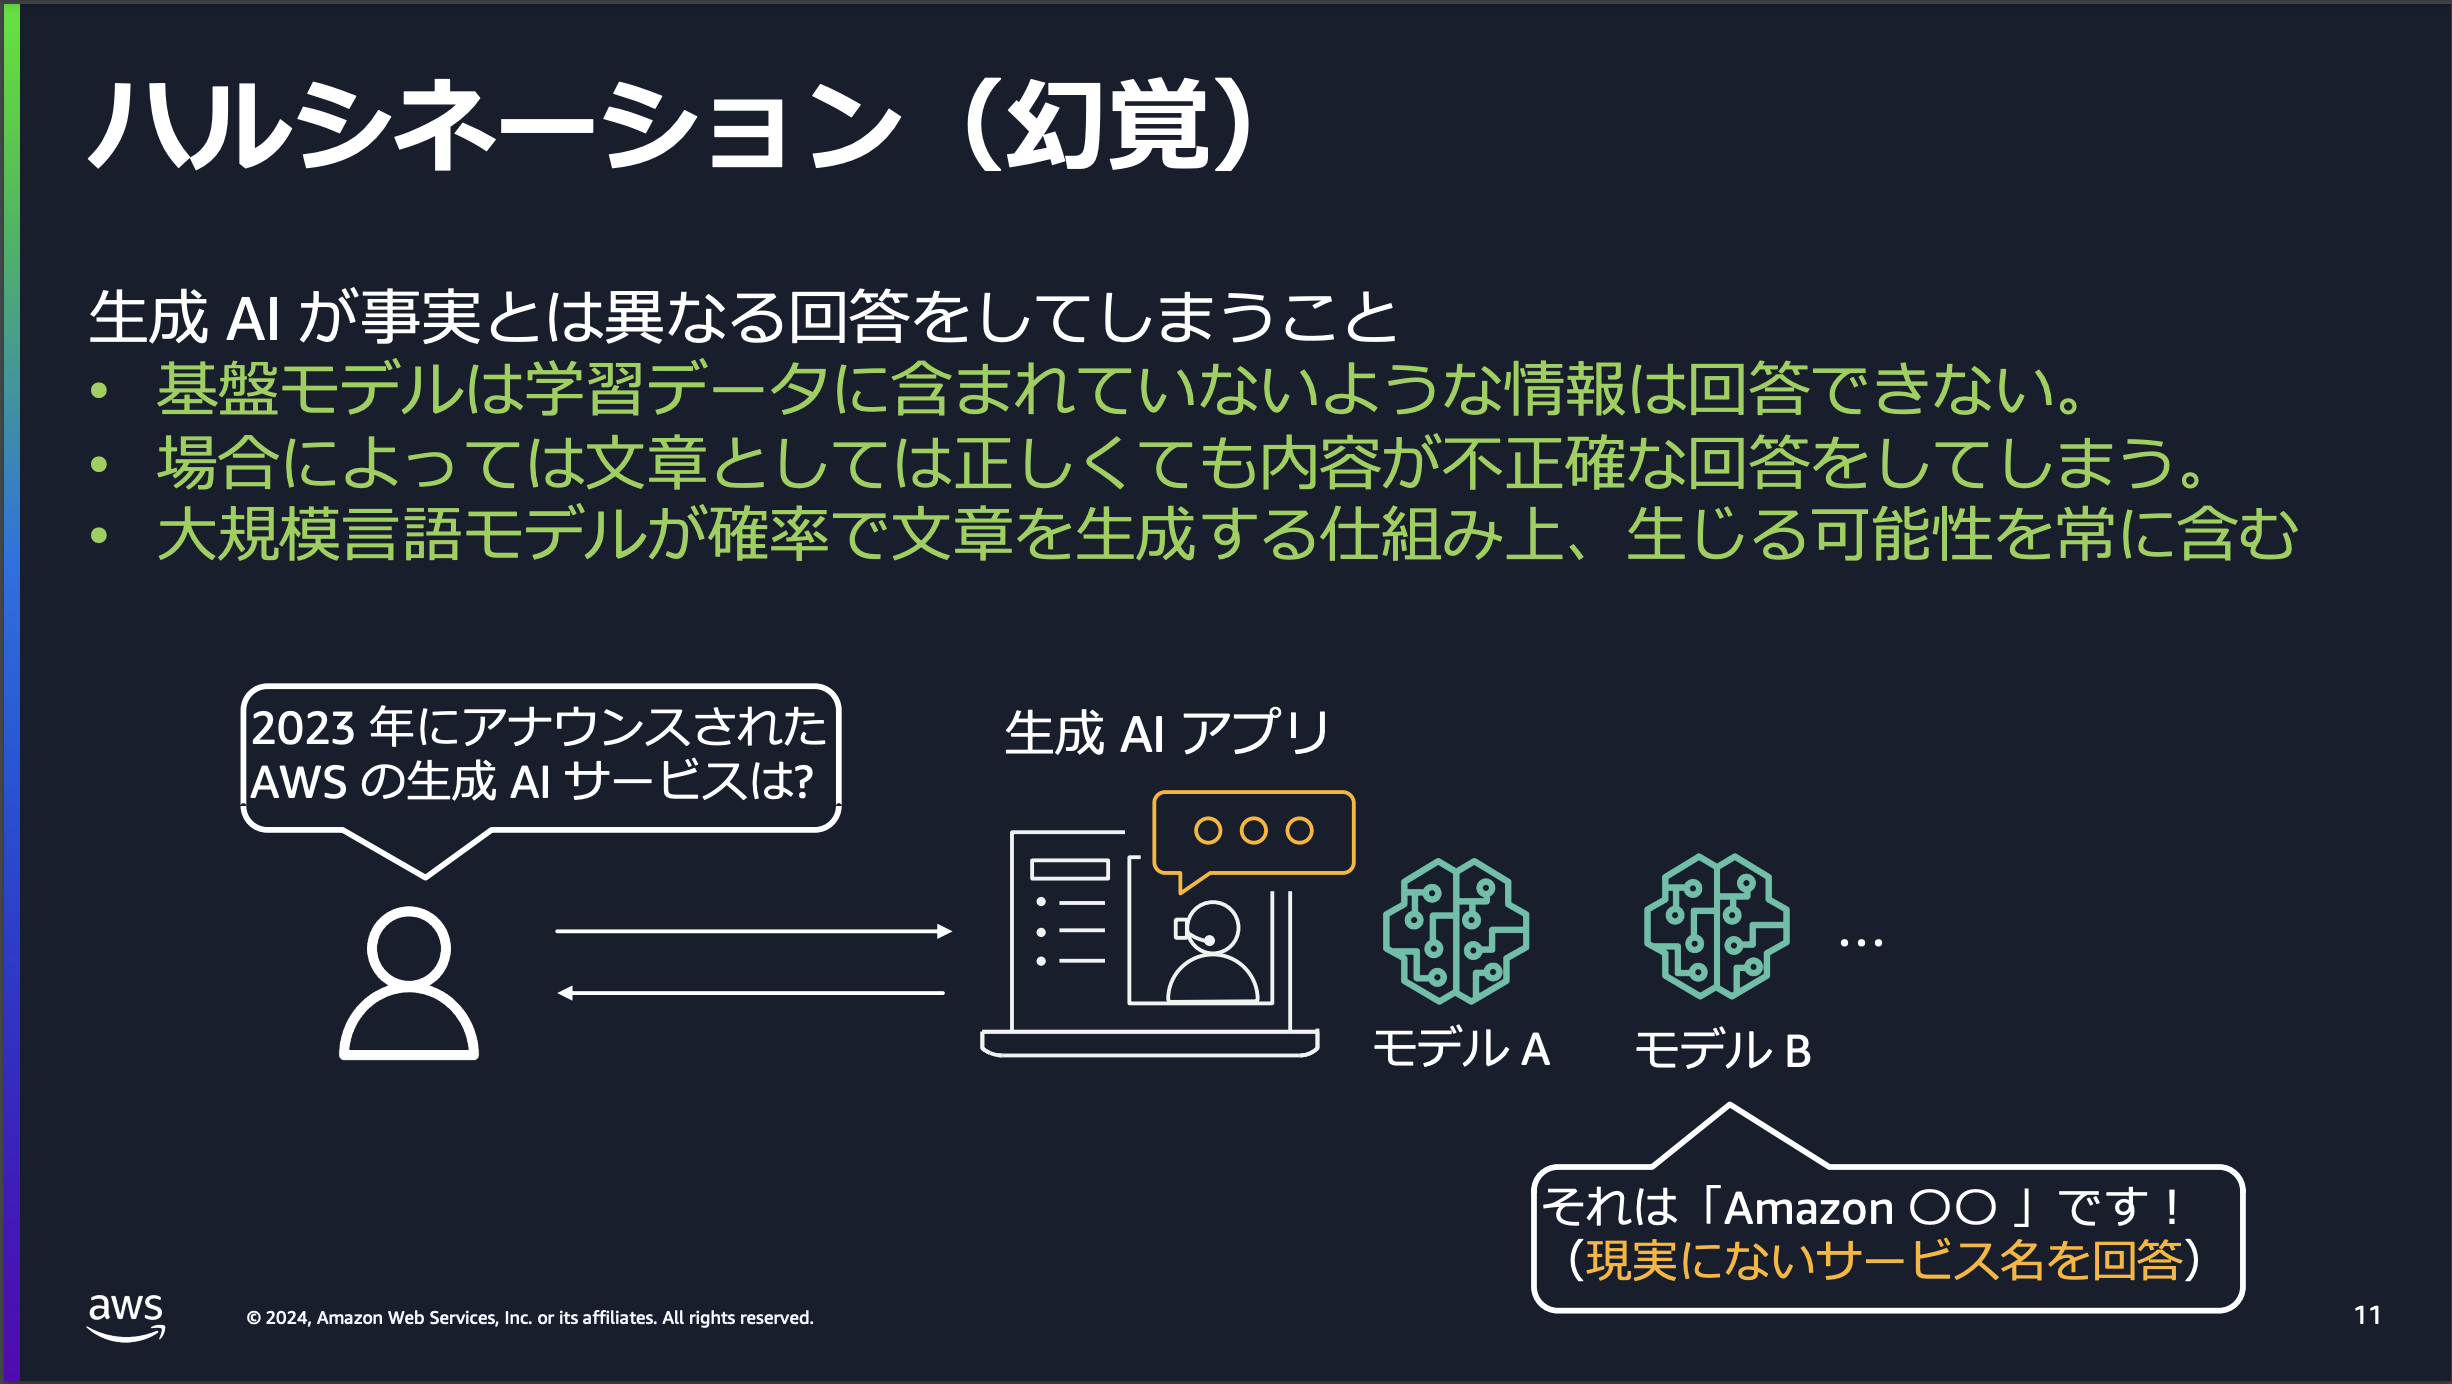 ハルシネーション（幻覚）
生成 AI が事実とは異なる回答をしてしまうこと
• 基盤モデルは学習データに含まれていないような情報は回答できない。
• 場合によっては文章としては正しくても内容が不正確な回答をしてしまう。
• 大規模言語モデルが確率で文章を生成する仕組み上、生じる可能性を常に含む
2023 年にアナウンスされた
AWS の生成 AI サービスは?
生成 AI アプリ
モデル A
モデル B
…
それは「Amazon 〇〇 」です！
（現実にないサービス名を回答）
aws
© 2024, Amazon Web Services, Inc. or its affiliates. All rights reserved.
11